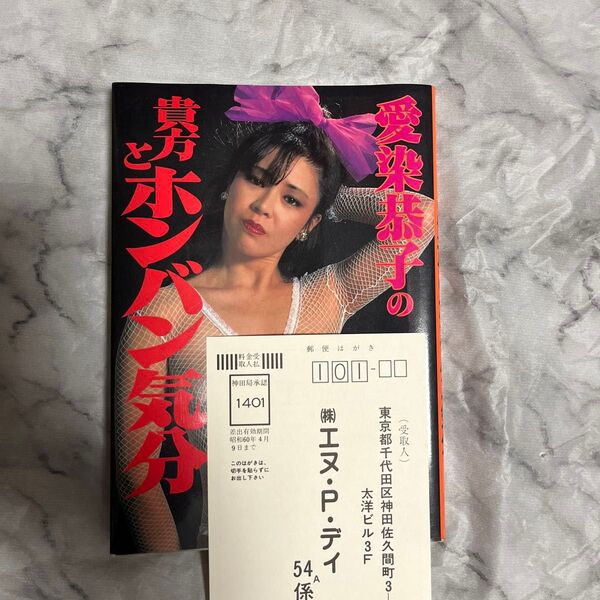 愛染恭子の
貴方と
ホンバン気分
郵便はがき
料金受
取人払
神田局承認
1401
差出有効期間
昭和60年4月
9日まで
このはがきは、
切手を貼らずに
お出し下さい
101-□□
(受取人)
東京都千代田区神田佐久間町3-
太洋ビル3F
㈱エヌ・P・デイ
54A係